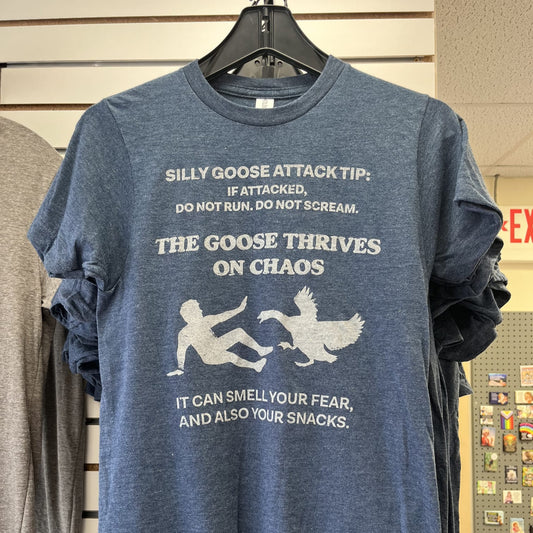 SILLY GOOSE ATTACK TIP:
IF ATTACKED,
DO NOT RUN. DO NOT SCREAM.
THE GOOSE THRIVES
ON CHAOS
IT CAN SMELL YOUR FEAR,
AND ALSO YOUR SNACKS.
EX